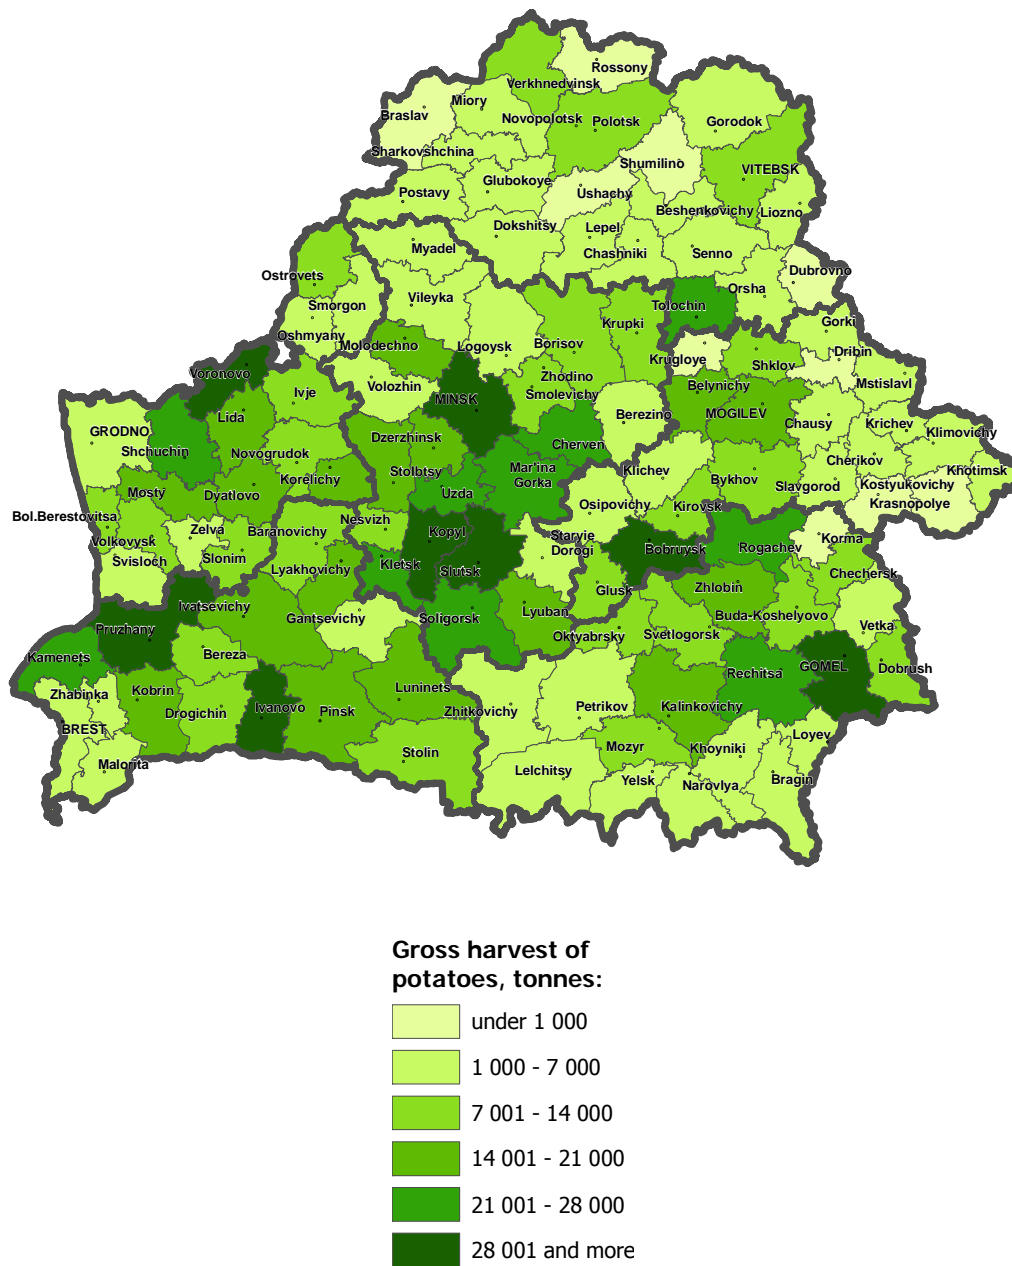 Rossony
Verkhnedvinsk
Miory
Braslav
Novopolotsk
Polotsk
Gorodok
Sharkovshchina
Shumilino
VITEBSK
Glubokoye
Postavy
Ushachy
Beshenkovichy
Liozno
Dokshitsy
Lepel
Chashniki
Senno
Myadel
Dubrovno
Ostrovets
Orsha
Vileyka
Smorgon
Tolochin
Gorki
Krupki
Oshmyany
Molodechno
Logoysk
Borisov
Dribin
Krugloye
Shklov
Voronovo
Zhodino
Mstislavl
Volozhin
Belynichy
Ivje
Smolevichy
MINSK
Berezino
MOGILEV
Lida
Chausy
Krichev
GRODNO
Dzerzhinsk
Cherven
Klimovichy
Shchuchin
Novogrudok
Cherikov
Stolbtsy
Mar'ina
Gorka
Klichev
Khotimsk
Korelichy
Bykhov
Kostyukovichy
Mosty
Dyatlovo
Uzda
Slavgorod
Osipovichy
Krasnopolye
Kirovsk
Bol.Berestovitsa
Nesvizh
Zelva
Baranovichy
Kopyl
Staryie
Dorogi
Korma
Volkovysk
Bobruysk
Rogachev
Svisloch
Slonim
Kletsk
Slutsk
Lyakhovichy
Chechersk
Glusk
Zhlobin
Ivatsevichy
Lyuban
Buda-Koshelyovo
Gantsevichy
Soligorsk
Pruzhany
Oktyabrsky
Svetlogorsk
Vetka
Kamenets
Bereza
GOMEL
Dobrush
Rechitsa
Luninets
Zhabinka
Kobrin
Ivanovo
Pinsk
Zhitkovichy
Petrikov
Kalinkovichy
Drogichin
BREST
Loyev
Stolin
Mozyr
Khoyniki
Malorita
Lelchitsy
Yelsk
Narovlya
Bragin
Gross harvest of
potatoes, tonnes:
under 1 000
1 000 - 7 000
7 001 - 14 000
14 001 - 21 000
21 001 - 28 000
28 001 and more